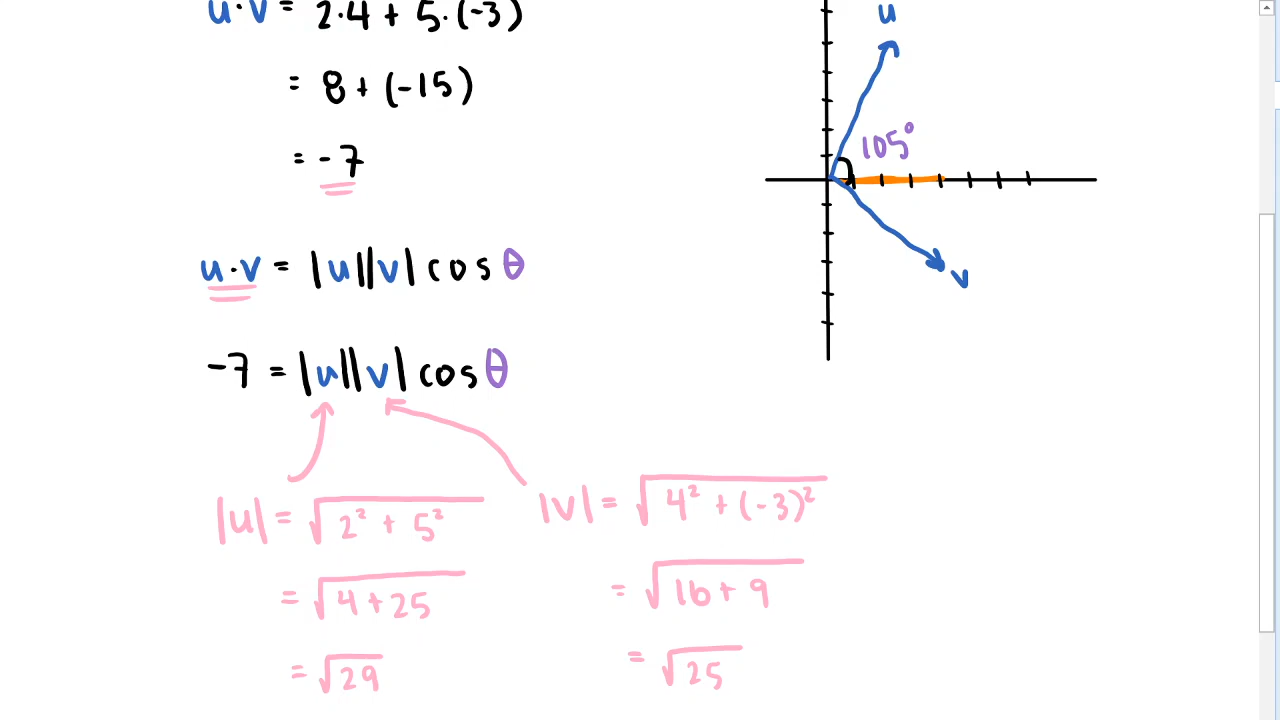 u·v = 2·4 + 5·(-3)
= 8 + (-15)
= -7
u·v = |u||v| cos θ
-7 = |u||v| cos θ
|u| = √(2² + 5²)
= √(4 + 25)
= √29
|v| = √(4² + (-3)²)
= √(16 + 9)
= √25
u
105°
v